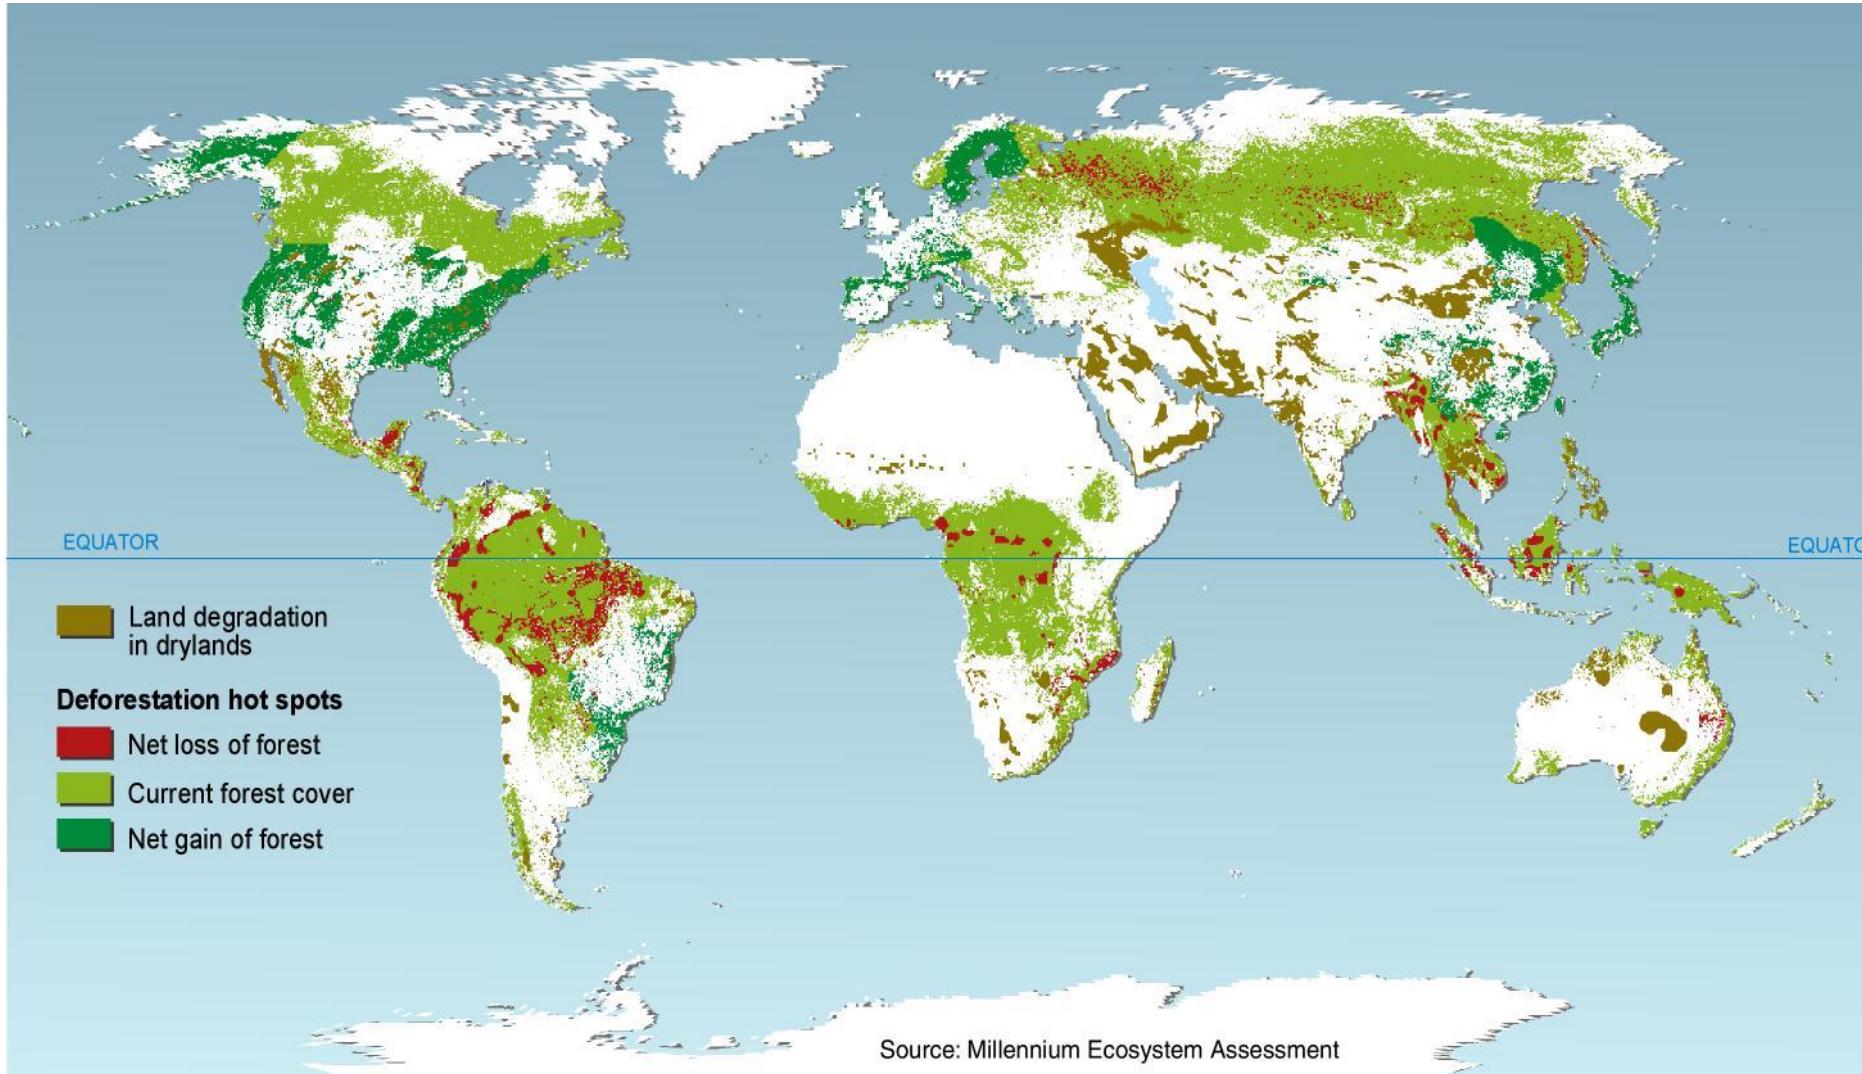 EQUATOR
EQUATO
Land degradation
in drylands
Deforestation hot spots
Net loss of forest
Current forest cover
Net gain of forest
Source: Millennium Ecosystem Assessment